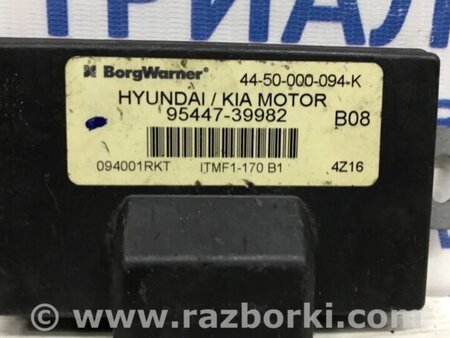 ТРИАЛ
BorgWarner® 44-50-000-094-K
HYUNDAI / KIA MOTOR
95447-39982 B08
094001RKT ITMF1-170 B1 4Z16
© www.razborki.com